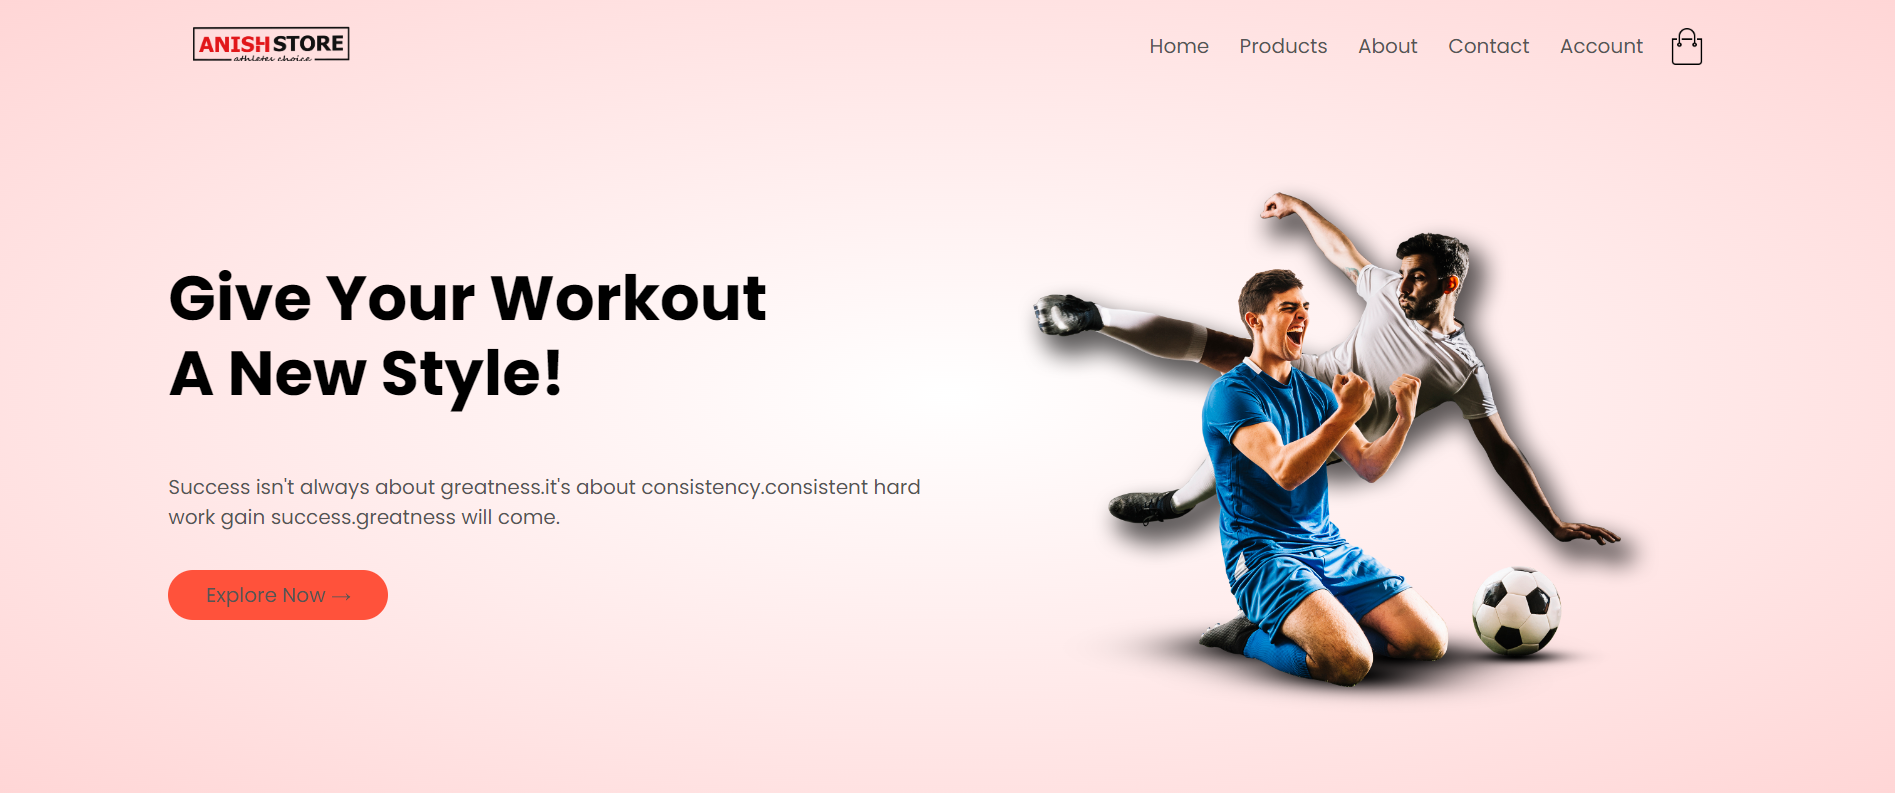 ANISH STORE
athletes choice
Home Products About Contact Account
Give Your Workout
A New Style!
Success isn't always about greatness.it's about consistency.consistent hard
work gain success.greatness will come.
Explore Now →